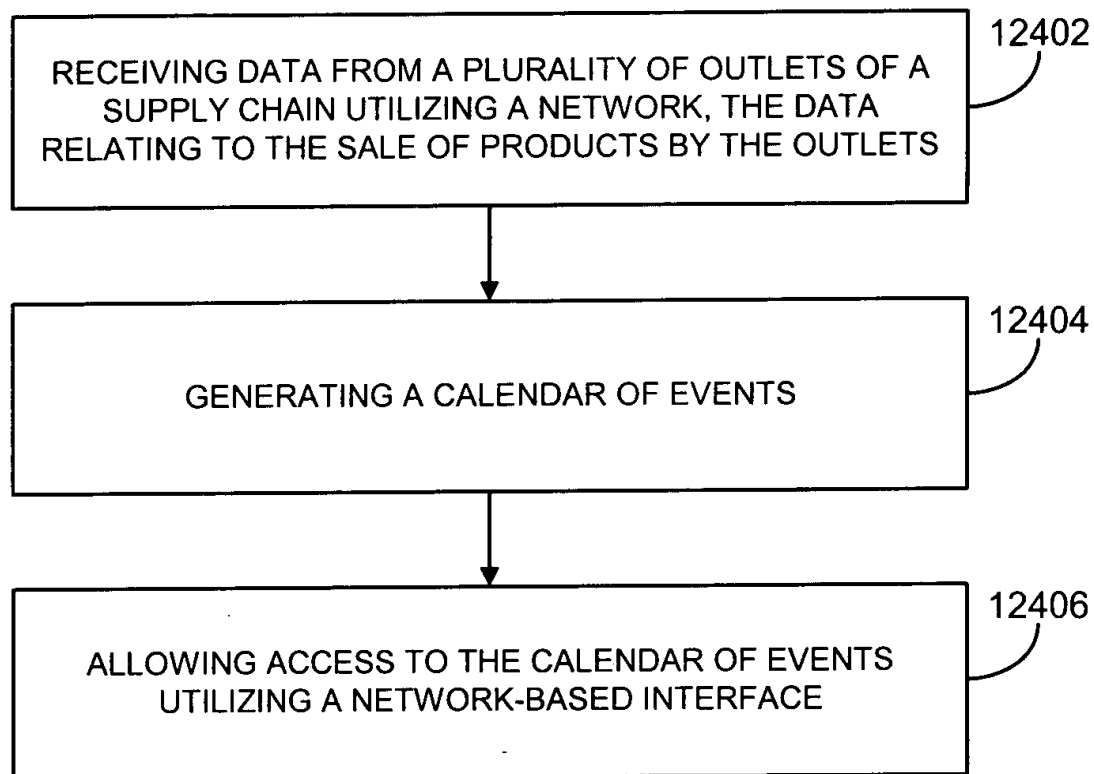 12402
RECEIVING DATA FROM A PLURALITY OF OUTLETS OF A
SUPPLY CHAIN UTILIZING A NETWORK, THE DATA
RELATING TO THE SALE OF PRODUCTS BY THE OUTLETS
12404
GENERATING A CALENDAR OF EVENTS
12406
ALLOWING ACCESS TO THE CALENDAR OF EVENTS
UTILIZING A NETWORK-BASED INTERFACE